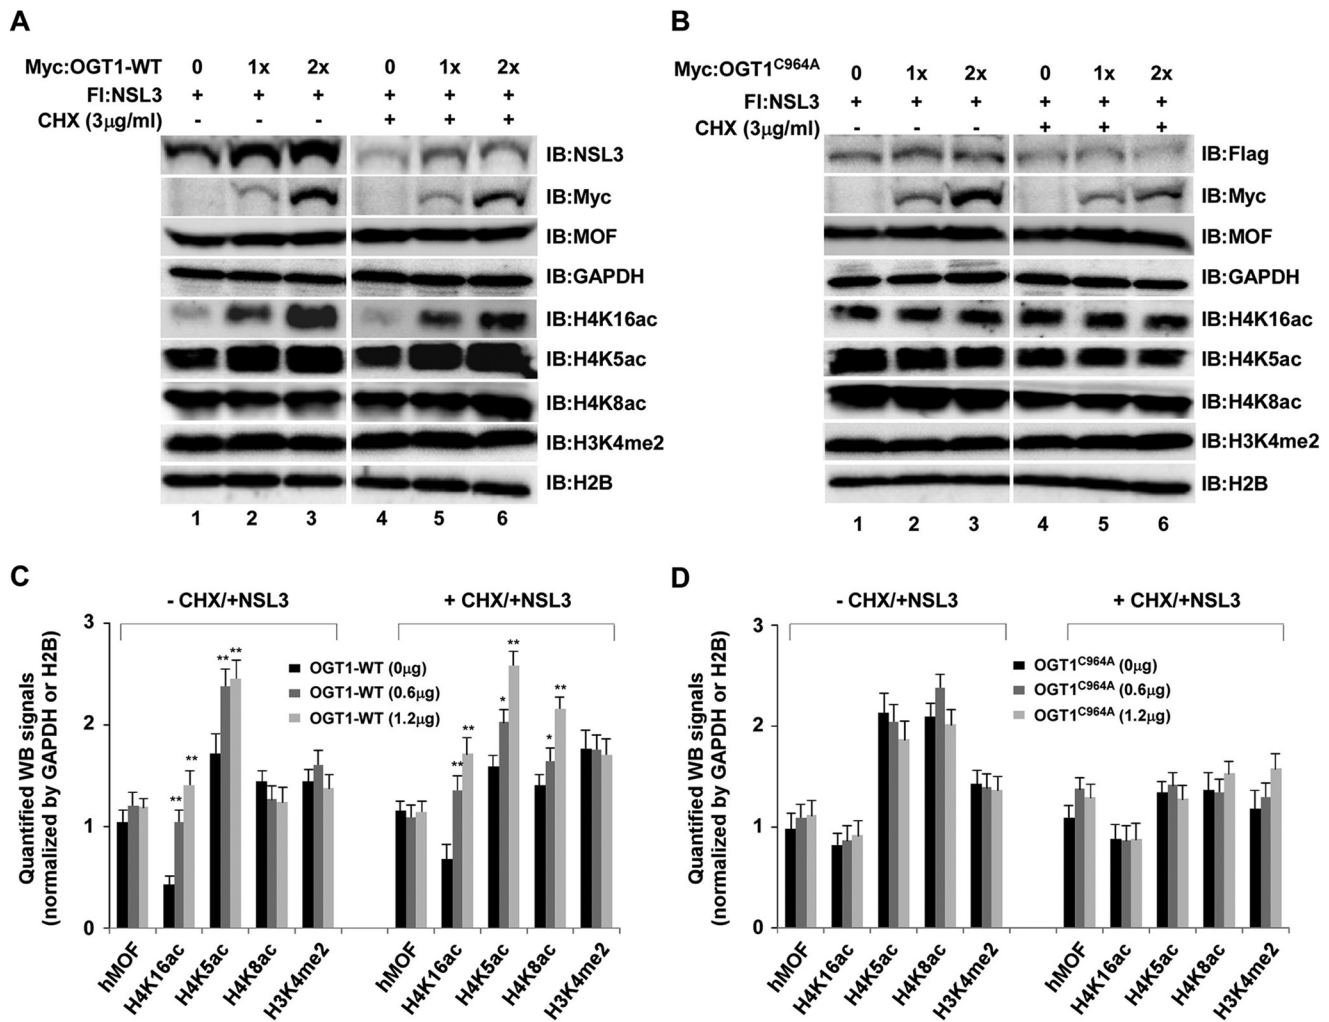 A
Myc:OGT1-WT 0 1x 2x 0 1x 2x
Fl:NSL3 + + + + + +
CHX (3µg/ml) - - - + + +
IB:NSL3
IB:Myc
IB:MOF
IB:GAPDH
IB:H4K16ac
IB:H4K5ac
IB:H4K8ac
IB:H3K4me2
IB:H2B
1 2 3 4 5 6
B
Myc:OGT1C964A 0 1x 2x 0 1x 2x
Fl:NSL3 + + + + + +
CHX (3µg/ml) - - - + + +
IB:Flag
IB:Myc
IB:MOF
IB:GAPDH
IB:H4K16ac
IB:H4K5ac
IB:H4K8ac
IB:H3K4me2
IB:H2B
1 2 3 4 5 6
C
- CHX/+NSL3 + CHX/+NSL3
Quantified WB signals
(normalized by GAPDH or H2B)
3
2
1
0
OGT1-WT (0µg)
OGT1-WT (0.6µg)
OGT1-WT (1.2µg)
** ** ** ** ** ** * ** * **
hMOF H4K16ac H4K5ac H4K8ac H3K4me2 hMOF H4K16ac H4K5ac H4K8ac H3K4me2
D
- CHX/+NSL3 + CHX/+NSL3
Quantified WB signals
(normalized by GAPDH or H2B)
3
2
1
0
OGT1C964A (0µg)
OGT1C964A (0.6µg)
OGT1C964A (1.2µg)
hMOF H4K16ac H4K5ac H4K8ac H3K4me2 hMOF H4K16ac H4K5ac H4K8ac H3K4me2